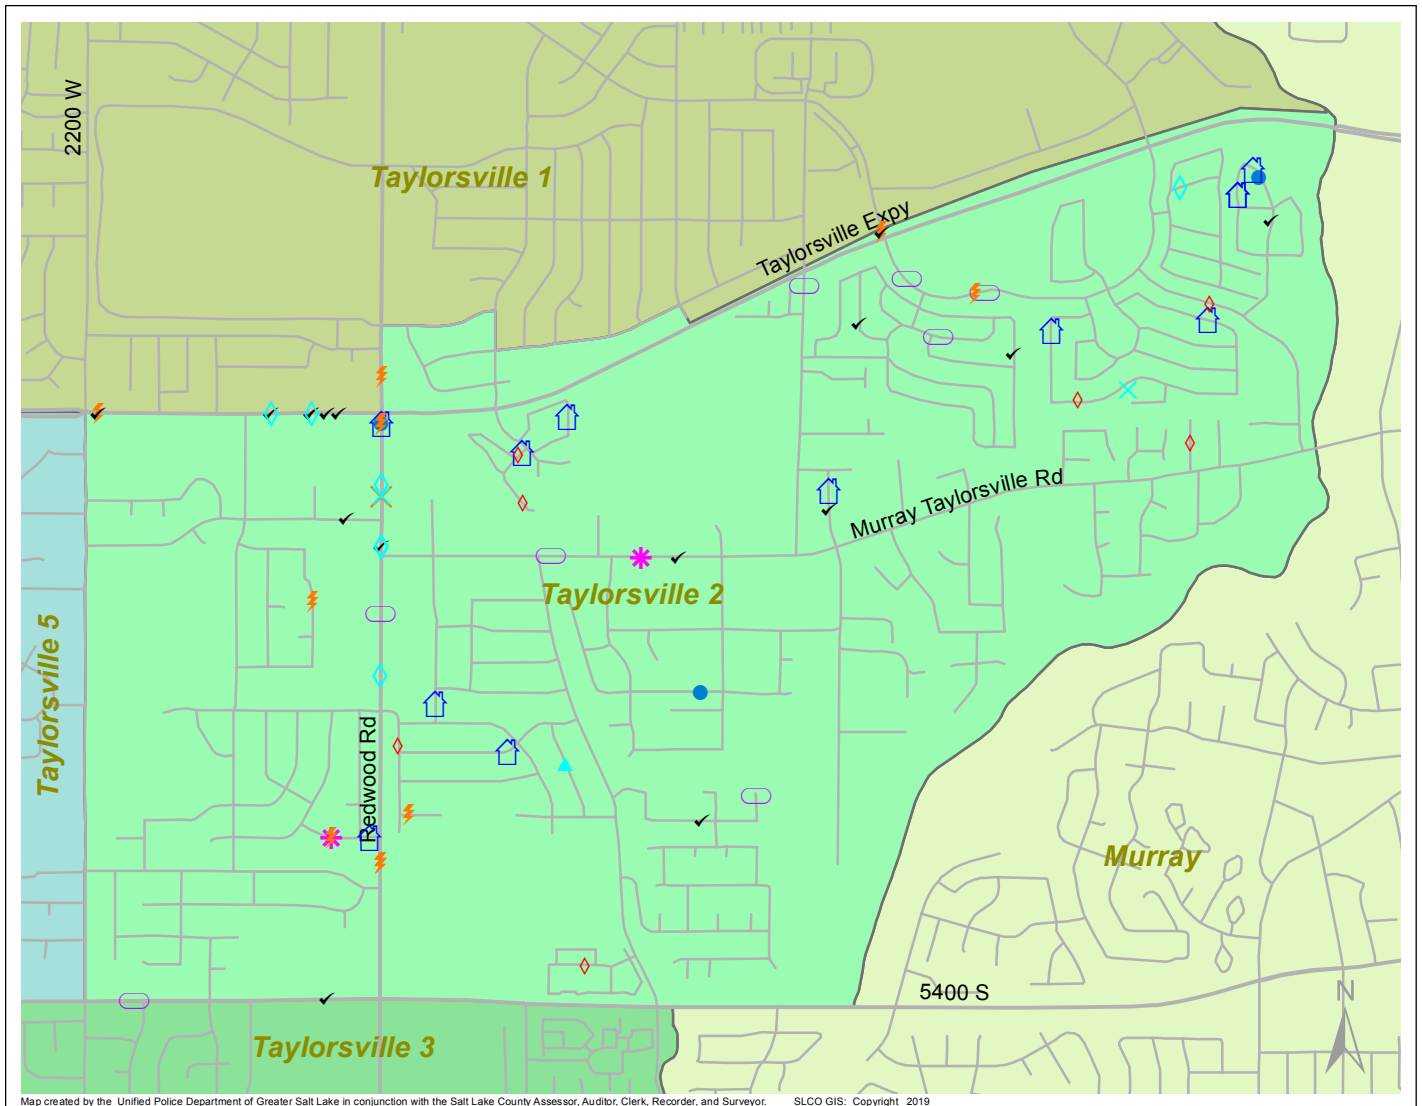 2200 W
Taylorsville 1
Taylorsville Expy
Murray Taylorsville Rd
Taylorsville 2
Taylorsville 5
Redwood Rd
Murray
5400 S
N
Taylorsville 3
Map created by the Unified Police Department of Greater Salt Lake in conjunction with the Salt Lake County Assessor, Auditor, Clerk, Recorder, and Surveyor. SLCO GIS: Copyright 2019